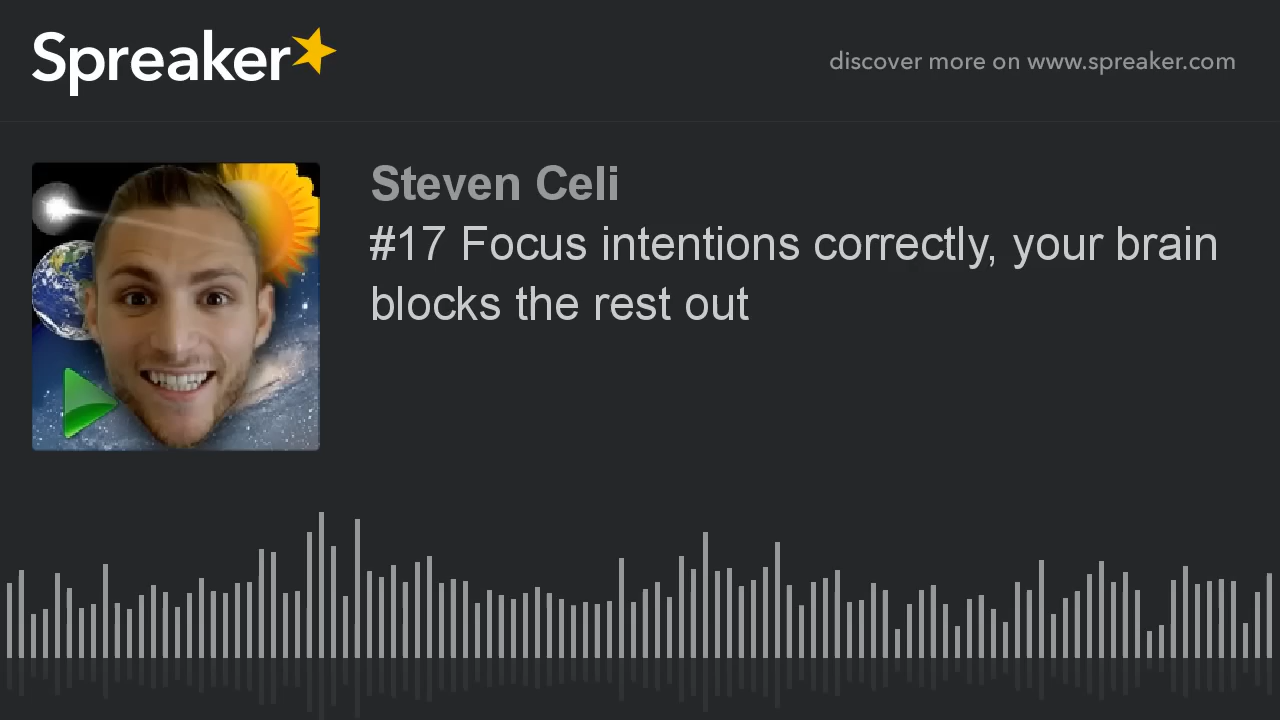 Spreaker
discover more on www.spreaker.com
Steven Celi
#17 Focus intentions correctly, your brain
blocks the rest out